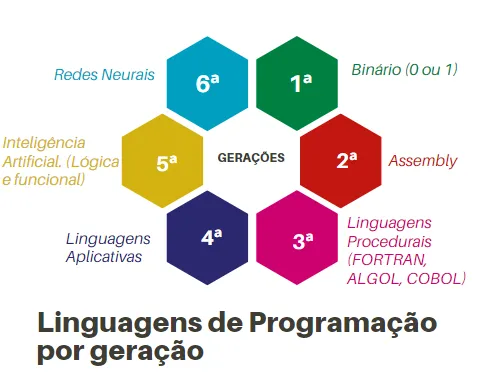 Redes Neurais
6ª
1ª
Binário (0 ou 1)
Inteligência
Artificial. (Lógica
e funcional)
5ª
GERAÇÕES
2ª
Assembly
Linguagens
Aplicativas
4ª
3ª
Linguagens
Procedurais
(FORTRAN,
ALGOL, COBOL)
Linguagens de Programação
por geração